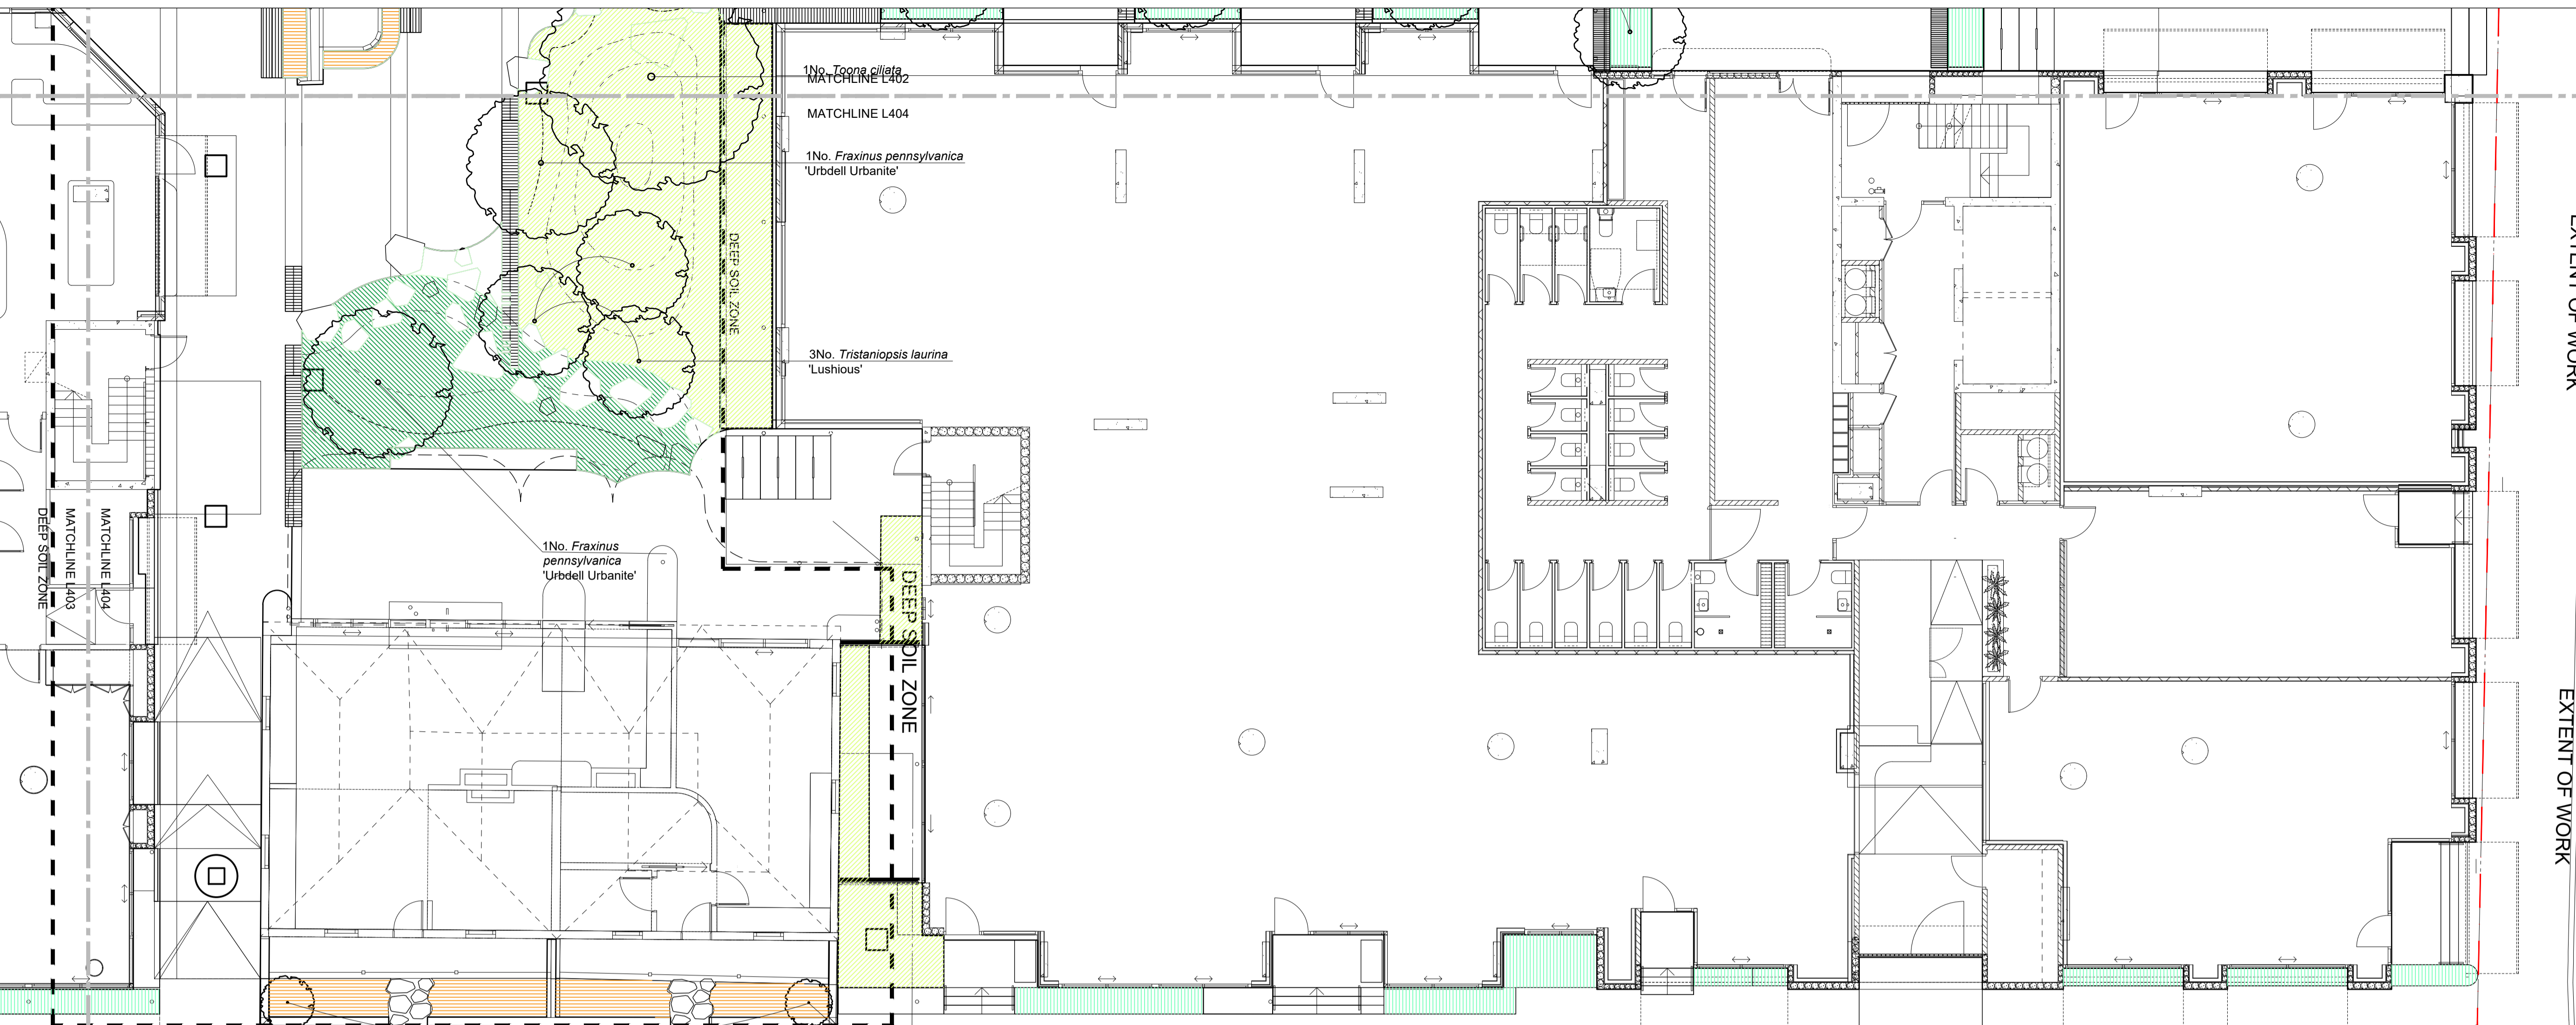 1No. Toona ciliata
MATCHLINE L402
MATCHLINE L404
1No. Fraxinus pennsylvanica
'Urbdell Urbanite'
DEEP SOIL ZONE
3No. Tristaniopsis laurina
'Lushious'
1No. Fraxinus
pennsylvanica
'Urbdell Urbanite'
DEEP SOIL ZONE
MATCHLINE L403
MATCHLINE L404
DEEP SOIL ZONE
EXTENT OF WORK
EXTENT OF WORK